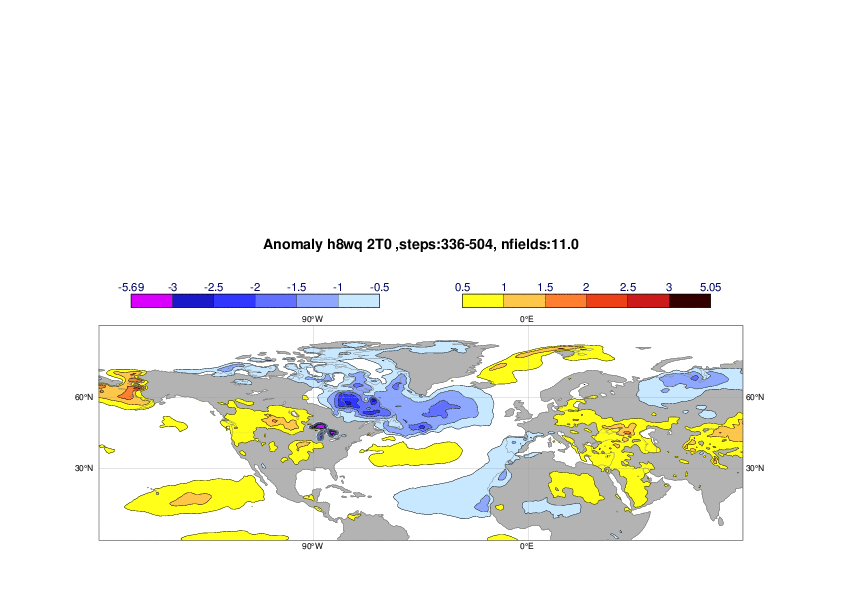 Anomaly h8wq 2T0 ,steps:336-504, nfields:11.0
-5.69 -3 -2.5 -2 -1.5 -1 -0.5 0.5 1 1.5 2 2.5 3 5.05
90°W 0°E
60°N 60°N
30°N 30°N
90°W 0°E